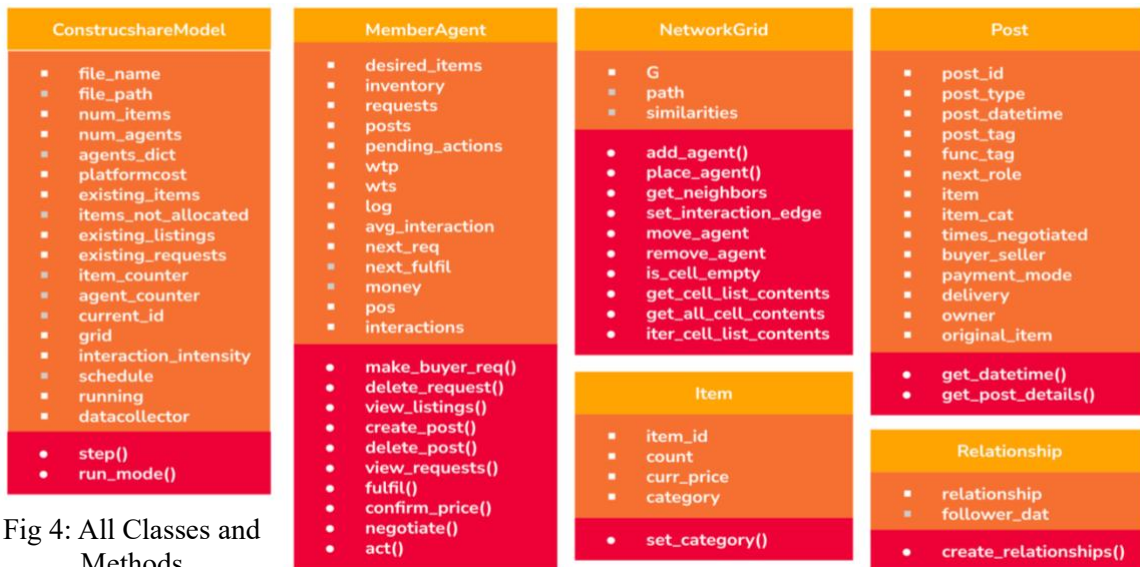 ConstrucshareModel
file_name
file_path
num_items
num_agents
agents_dict
platformcost
existing_items
items_not_allocated
existing_listings
existing_requests
item_counter
agent_counter
current_id
grid
interaction_intensity
schedule
running
datacollector
step()
run_mode()
Fig 4: All Classes and
Methods
MemberAgent
desired_items
inventory
requests
posts
pending_actions
wtp
wts
log
avg_interaction
next_req
next_fulfil
money
pos
interactions
make_buyer_req()
delete_request()
view_listings()
create_post()
delete_post()
view_requests()
fulfil()
confirm_price()
negotiate()
act()
NetworkGrid
G
path
similarities
add_agent()
place_agent()
get_neighbors
set_interaction_edge
move_agent
remove_agent
is_cell_empty
get_cell_list_contents
get_all_cell_contents
iter_cell_list_contents
Item
item_id
count
curr_price
category
set_category()
Post
post_id
post_type
post_datetime
post_tag
func_tag
next_role
item
item_cat
times_negotiated
buyer_seller
payment_mode
delivery
owner
original_item
get_datetime()
get_post_details()
Relationship
relationship
follower_dat
create_relationships()